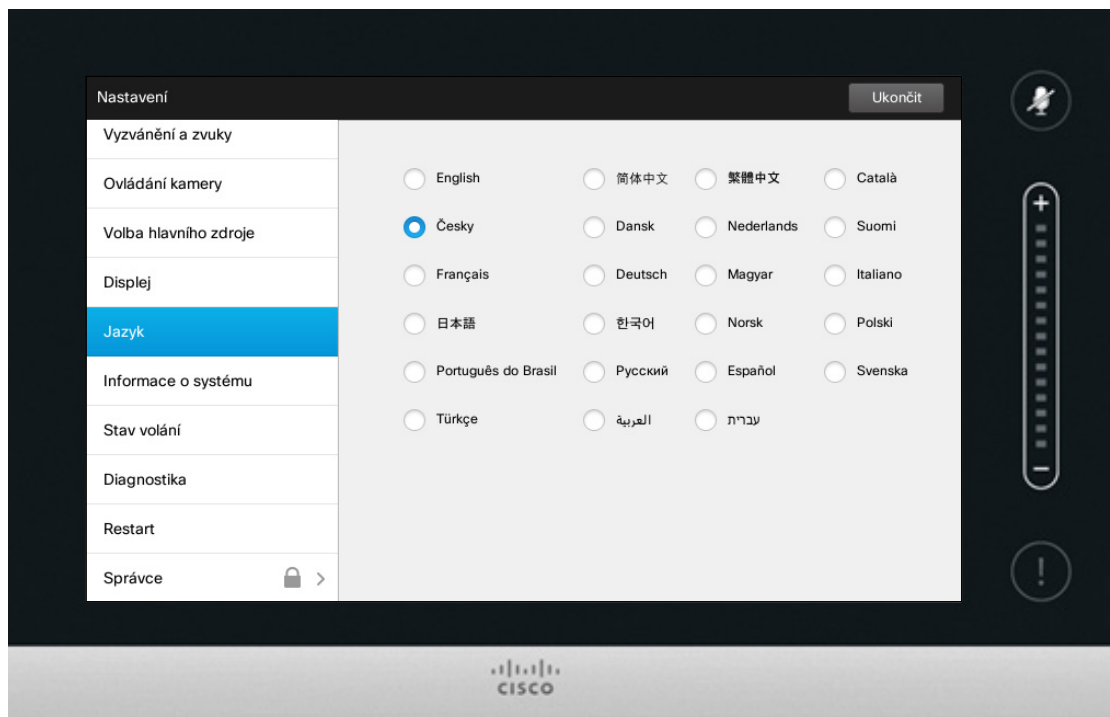 Nastavení
Ukončit
Vyzvánění a zvuky
Ovládání kamery
Volba hlavního zdroje
Displej
Jazyk
Informace o systému
Stav volání
Diagnostika
Restart
Správce
English
简体中文
繁體中文
Català
Česky
Dansk
Nederlands
Suomi
Français
Deutsch
Magyar
Italiano
日本語
한국어
Norsk
Polski
Português do Brasil
Русский
Español
Svenska
Türkçe
العربية
עברית
+
–
!
CISCO